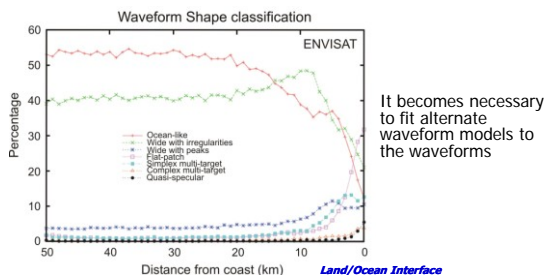 Waveform Shape classification
60
ENVISAT
50
40
30
20
10
0
Percentage
Ocean-like
Wide with irregularities
Wide with peaks
Flat-patch
Simplex multi-target
Complex multi-target
Quasi-specular
50
40
30
20
10
0
Distance from coast (km)
Land/Ocean Interface
It becomes necessary
to fit alternate
waveform models to
the waveforms